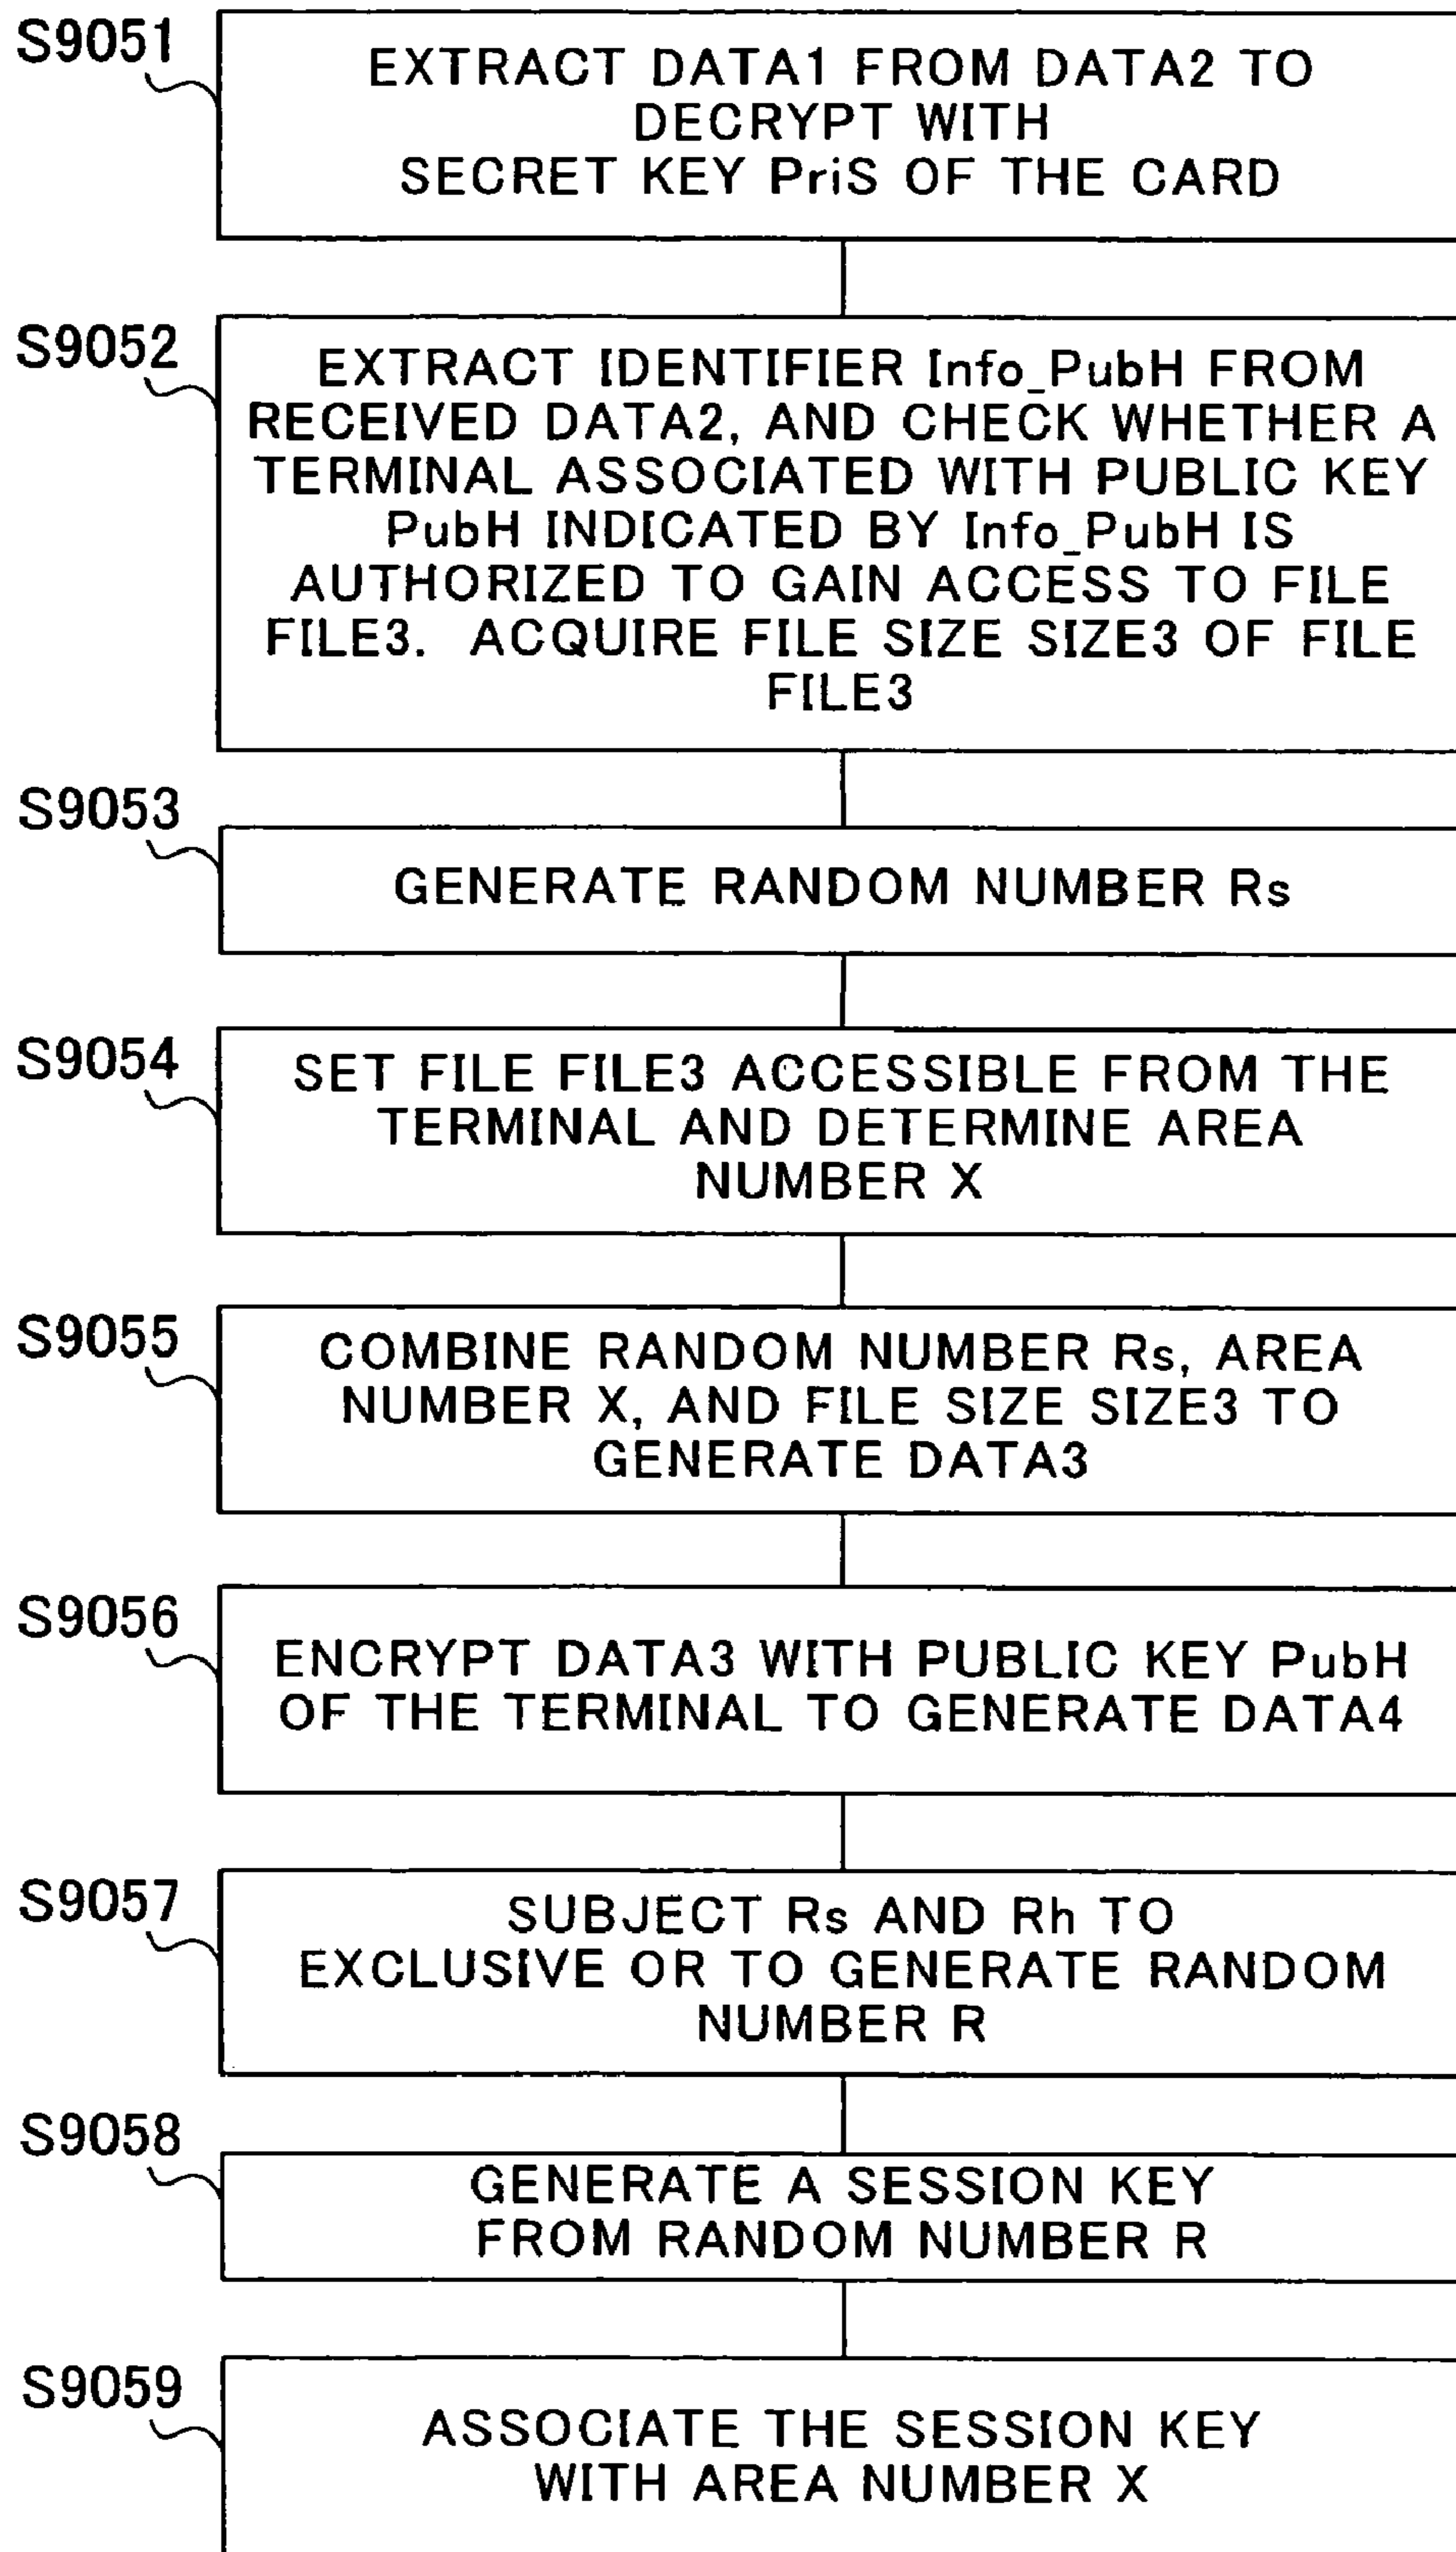 S9051
EXTRACT DATA1 FROM DATA2 TO
DECRYPT WITH
SECRET KEY PriS OF THE CARD
S9052
EXTRACT IDENTIFIER Info_PubH FROM
RECEIVED DATA2, AND CHECK WHETHER A
TERMINAL ASSOCIATED WITH PUBLIC KEY
PubH INDICATED BY Info_PubH IS
AUTHORIZED TO GAIN ACCESS TO FILE
FILE3. ACQUIRE FILE SIZE SIZE3 OF FILE
FILE3
S9053
GENERATE RANDOM NUMBER Rs
S9054
SET FILE FILE3 ACCESSIBLE FROM THE
TERMINAL AND DETERMINE AREA
NUMBER X
S9055
COMBINE RANDOM NUMBER Rs, AREA
NUMBER X, AND FILE SIZE SIZE3 TO
GENERATE DATA3
S9056
ENCRYPT DATA3 WITH PUBLIC KEY PubH
OF THE TERMINAL TO GENERATE DATA4
S9057
SUBJECT Rs AND Rh TO
EXCLUSIVE OR TO GENERATE RANDOM
NUMBER R
S9058
GENERATE A SESSION KEY
FROM RANDOM NUMBER R
S9059
ASSOCIATE THE SESSION KEY
WITH AREA NUMBER X